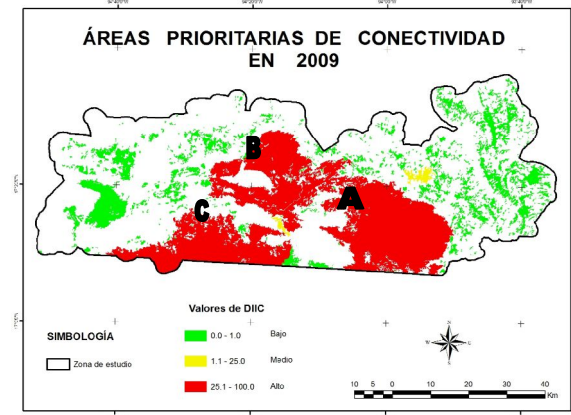 ÁREAS PRIORITARIAS DE CONECTIVIDAD
EN 2009
B
A
C
Valores de DIIC
SIMBOLOGÍA
Zona de estudio
0.0 - 1.0 Bajo
1.1 - 25.0 Medio
25.1 - 100.0 Alto
N
W E
S
10 5 0 10 20 30 40
Km